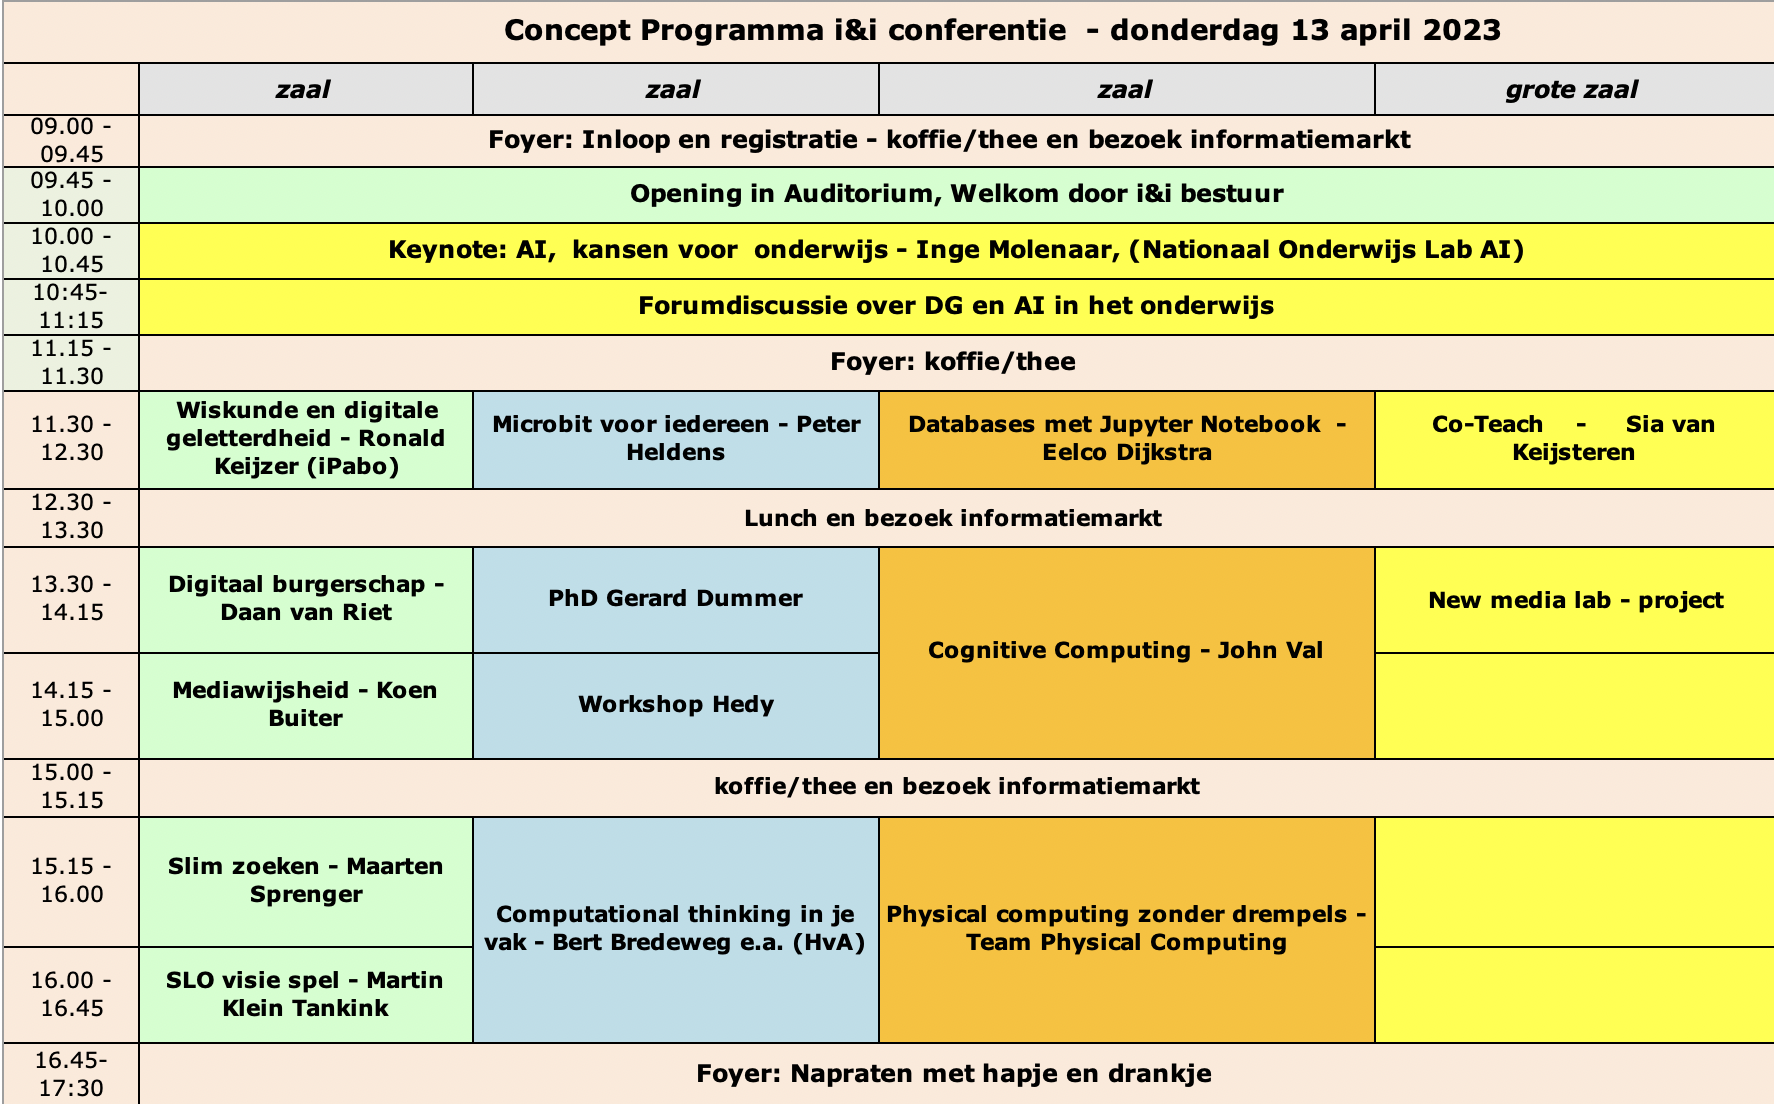 Concept Programma i&i conferentie - donderdag 13 april 2023
zaal
zaal
zaal
grote zaal
09.00 -
09.45
Foyer: Inloop en registratie - koffie/thee en bezoek informatiemarkt
09.45 -
10.00
Opening in Auditorium, Welkom door i&i bestuur
10.00 -
10.45
Keynote: AI, kansen voor onderwijs - Inge Molenaar, (Nationaal Onderwijs Lab AI)
10:45-
11:15
Forumdiscussie over DG en AI in het onderwijs
11.15 -
11.30
Foyer: koffie/thee
11.30 -
12.30
Wiskunde en digitale
geletterdheid - Ronald
Keijzer (iPabo)
Microbit voor iedereen - Peter
Heldens
Databases met Jupyter Notebook -
Eelco Dijkstra
Co-Teach - Sia van
Keijsteren
12.30 -
13.30
Lunch en bezoek informatiemarkt
13.30 -
14.15
Digitaal burgerschap -
Daan van Riet
PhD Gerard Dummer
Cognitive Computing - John Val
New media lab - project
14.15 -
15.00
Mediawijsheid - Koen
Buiter
Workshop Hedy
15.00 -
15.15
koffie/thee en bezoek informatiemarkt
15.15 -
16.00
Slim zoeken - Maarten
Sprenger
Computational thinking in je
vak - Bert Bredeweg e.a. (HvA)
Physical computing zonder drempels -
Team Physical Computing
16.00 -
16.45
SLO visie spel - Martin
Klein Tankink
16.45-
17:30
Foyer: Napraten met hapje en drankje